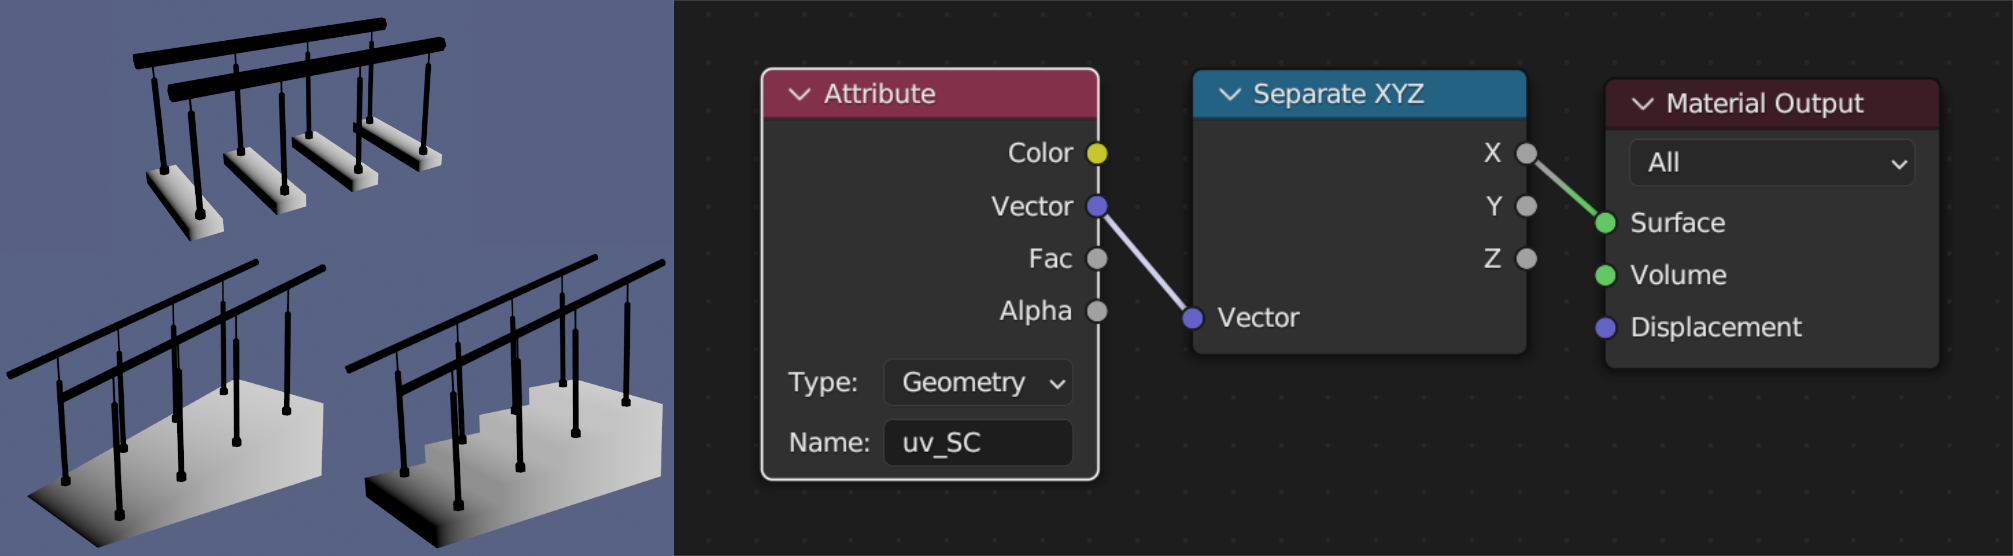 Attribute
Color
Vector
Fac
Alpha
Type: Geometry
Name: uv_SC
Separate XYZ
X
Y
Z
Vector
Material Output
All
Surface
Volume
Displacement